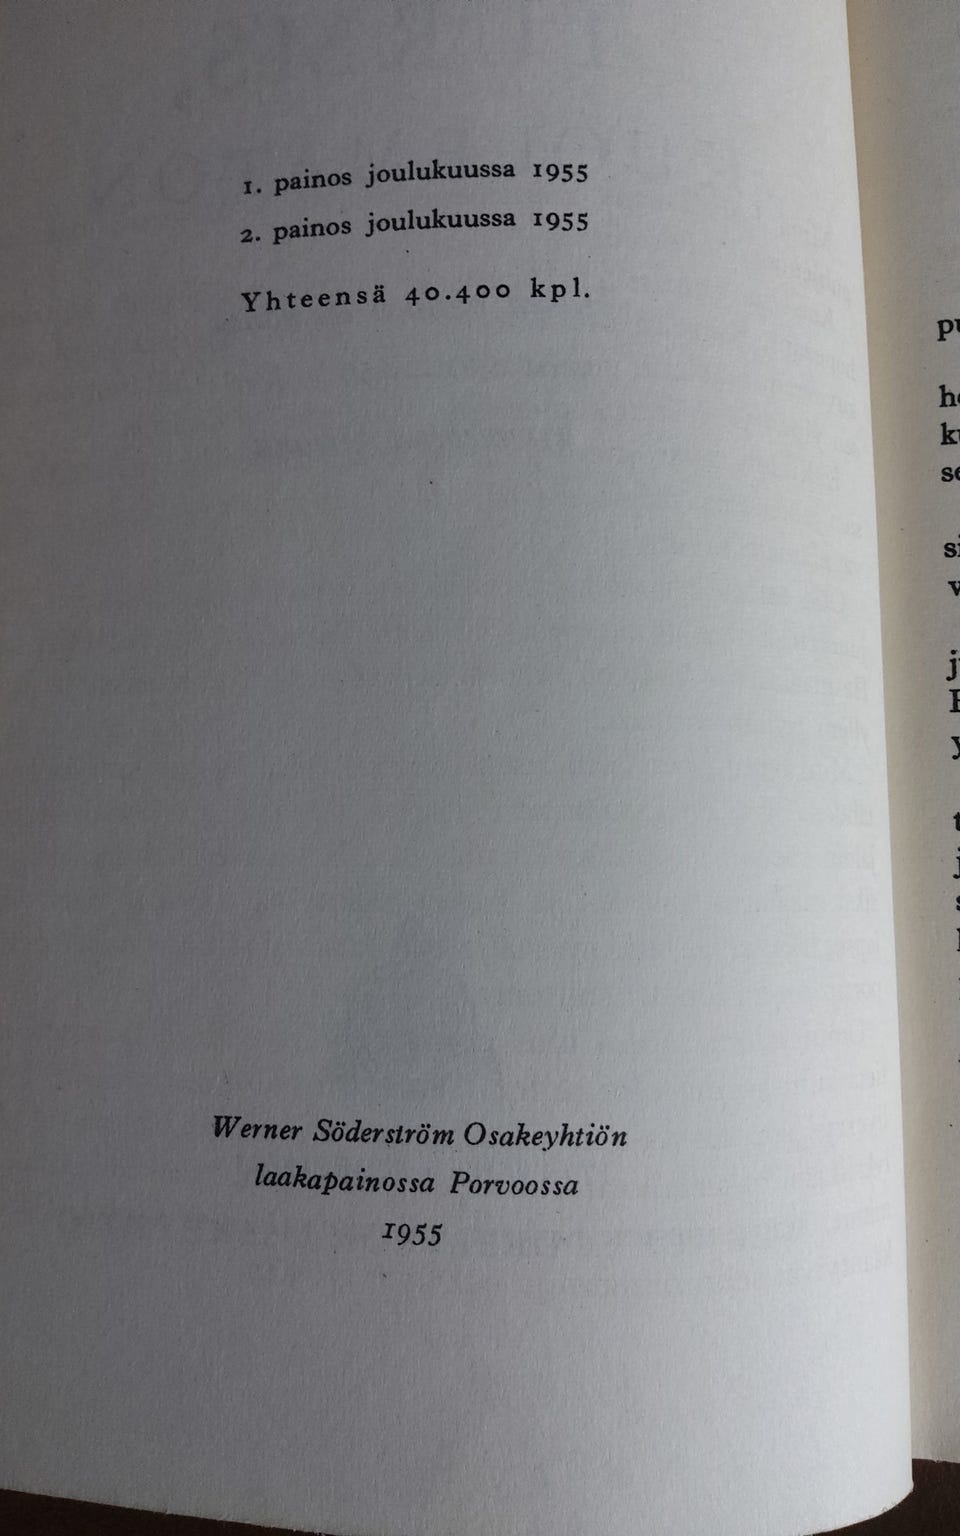 1. painos joulukuussa 1955
2. painos joulukuussa 1955
Yhteensä 40.400 kpl.
Werner Söderström Osakeyhtiön
laakapainossa Porvoossa
1955